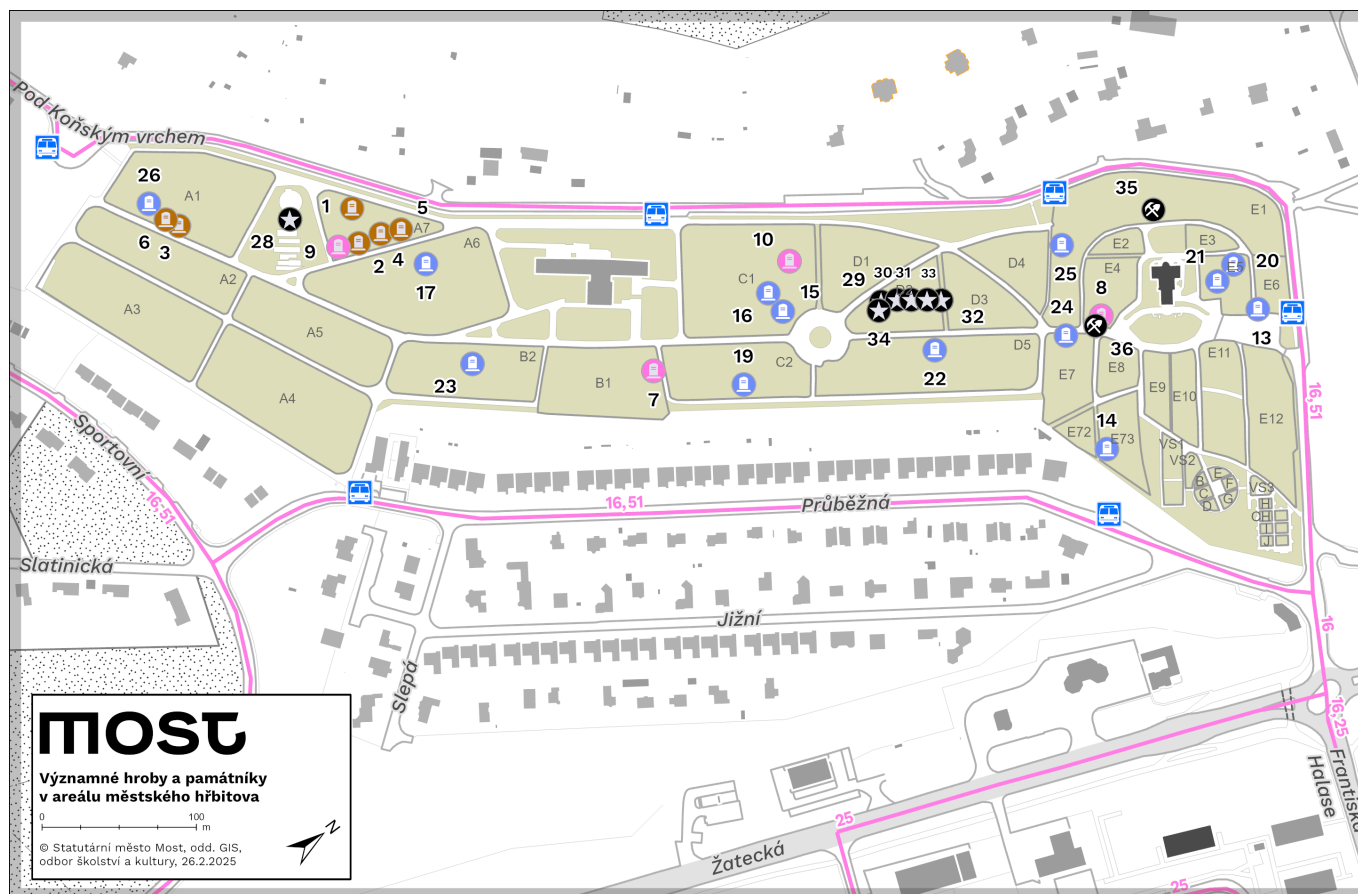 Pod Koňským vrchem
35
26
A1
1
5
E1
A7
10
E2
E3
D1
30
31
33
D4
21
20
6
3
28
9
2
4
A6
29
25
E4
E5
E6
A2
17
C1
15
D2
D3
8
24
A3
16
32
13
A5
34
36
19
D5
E11
B2
C2
E8
23
B1
22
E7
E9
E10
A4
7
14
E12
16,51
E72
E73
Sportovní
VS1
VS2
E
B
F
C
G
D
VS3
H
CH
I
J
16,51
16,51
Průběžná
Slatinická
Jižní
16
Slepá
16,25
most
Významné hroby a památníky
v areálu městského hřbitova
0 100
m
N
© Statutární město Most, odd. GIS,
odbor školství a kultury, 26.2.2025
Františka
Halase
25
Žatecká
25